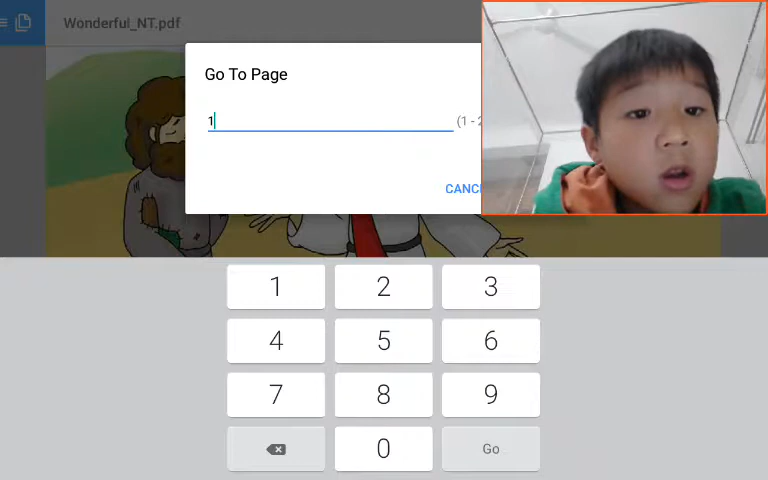 Wonderful_NT.pdf
Go To Page
1
(1 - 2
CANC
1 2 3
4 5 6
7 8 9
0 Go